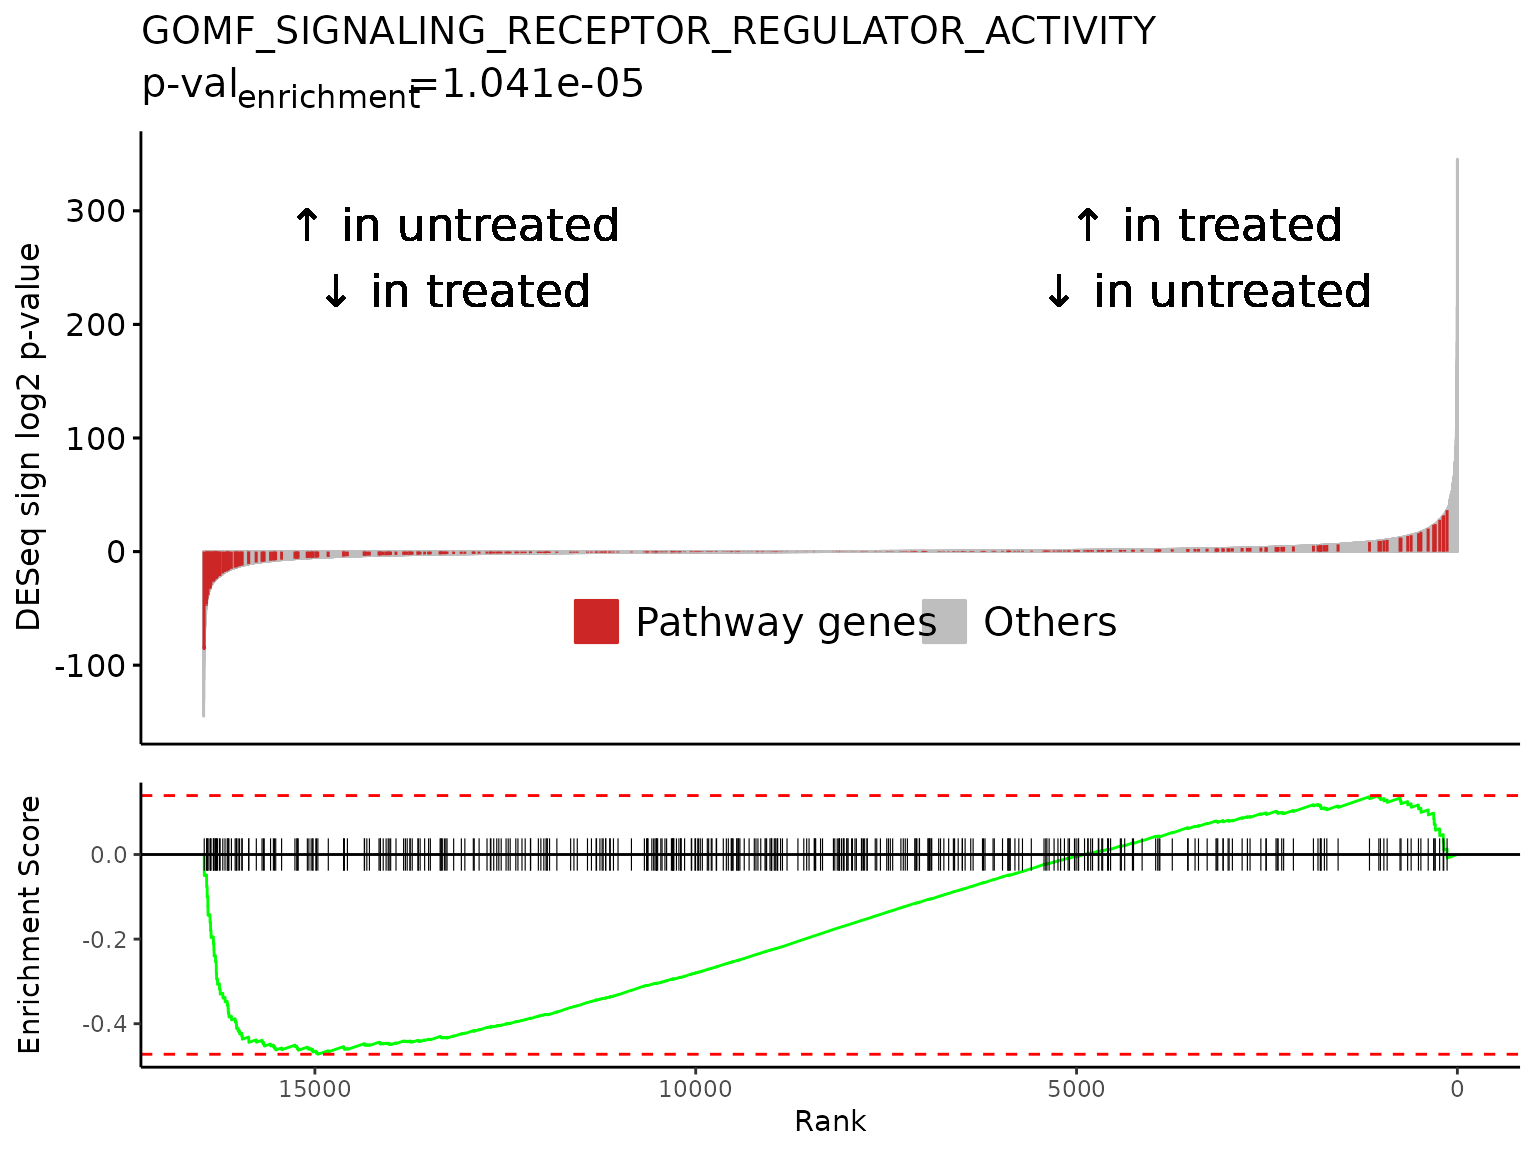 GOMF_SIGNALING_RECEPTOR_REGULATOR_ACTIVITY
p-valenrichment=1.041e-05
DESeq sign log2 p-value
300
200
100
0
-100
↑ in untreated
↓ in treated
↑ in treated
↓ in untreated
Pathway genes
Others
Enrichment Score
0.0
-0.2
-0.4
15000
10000
5000
0
Rank